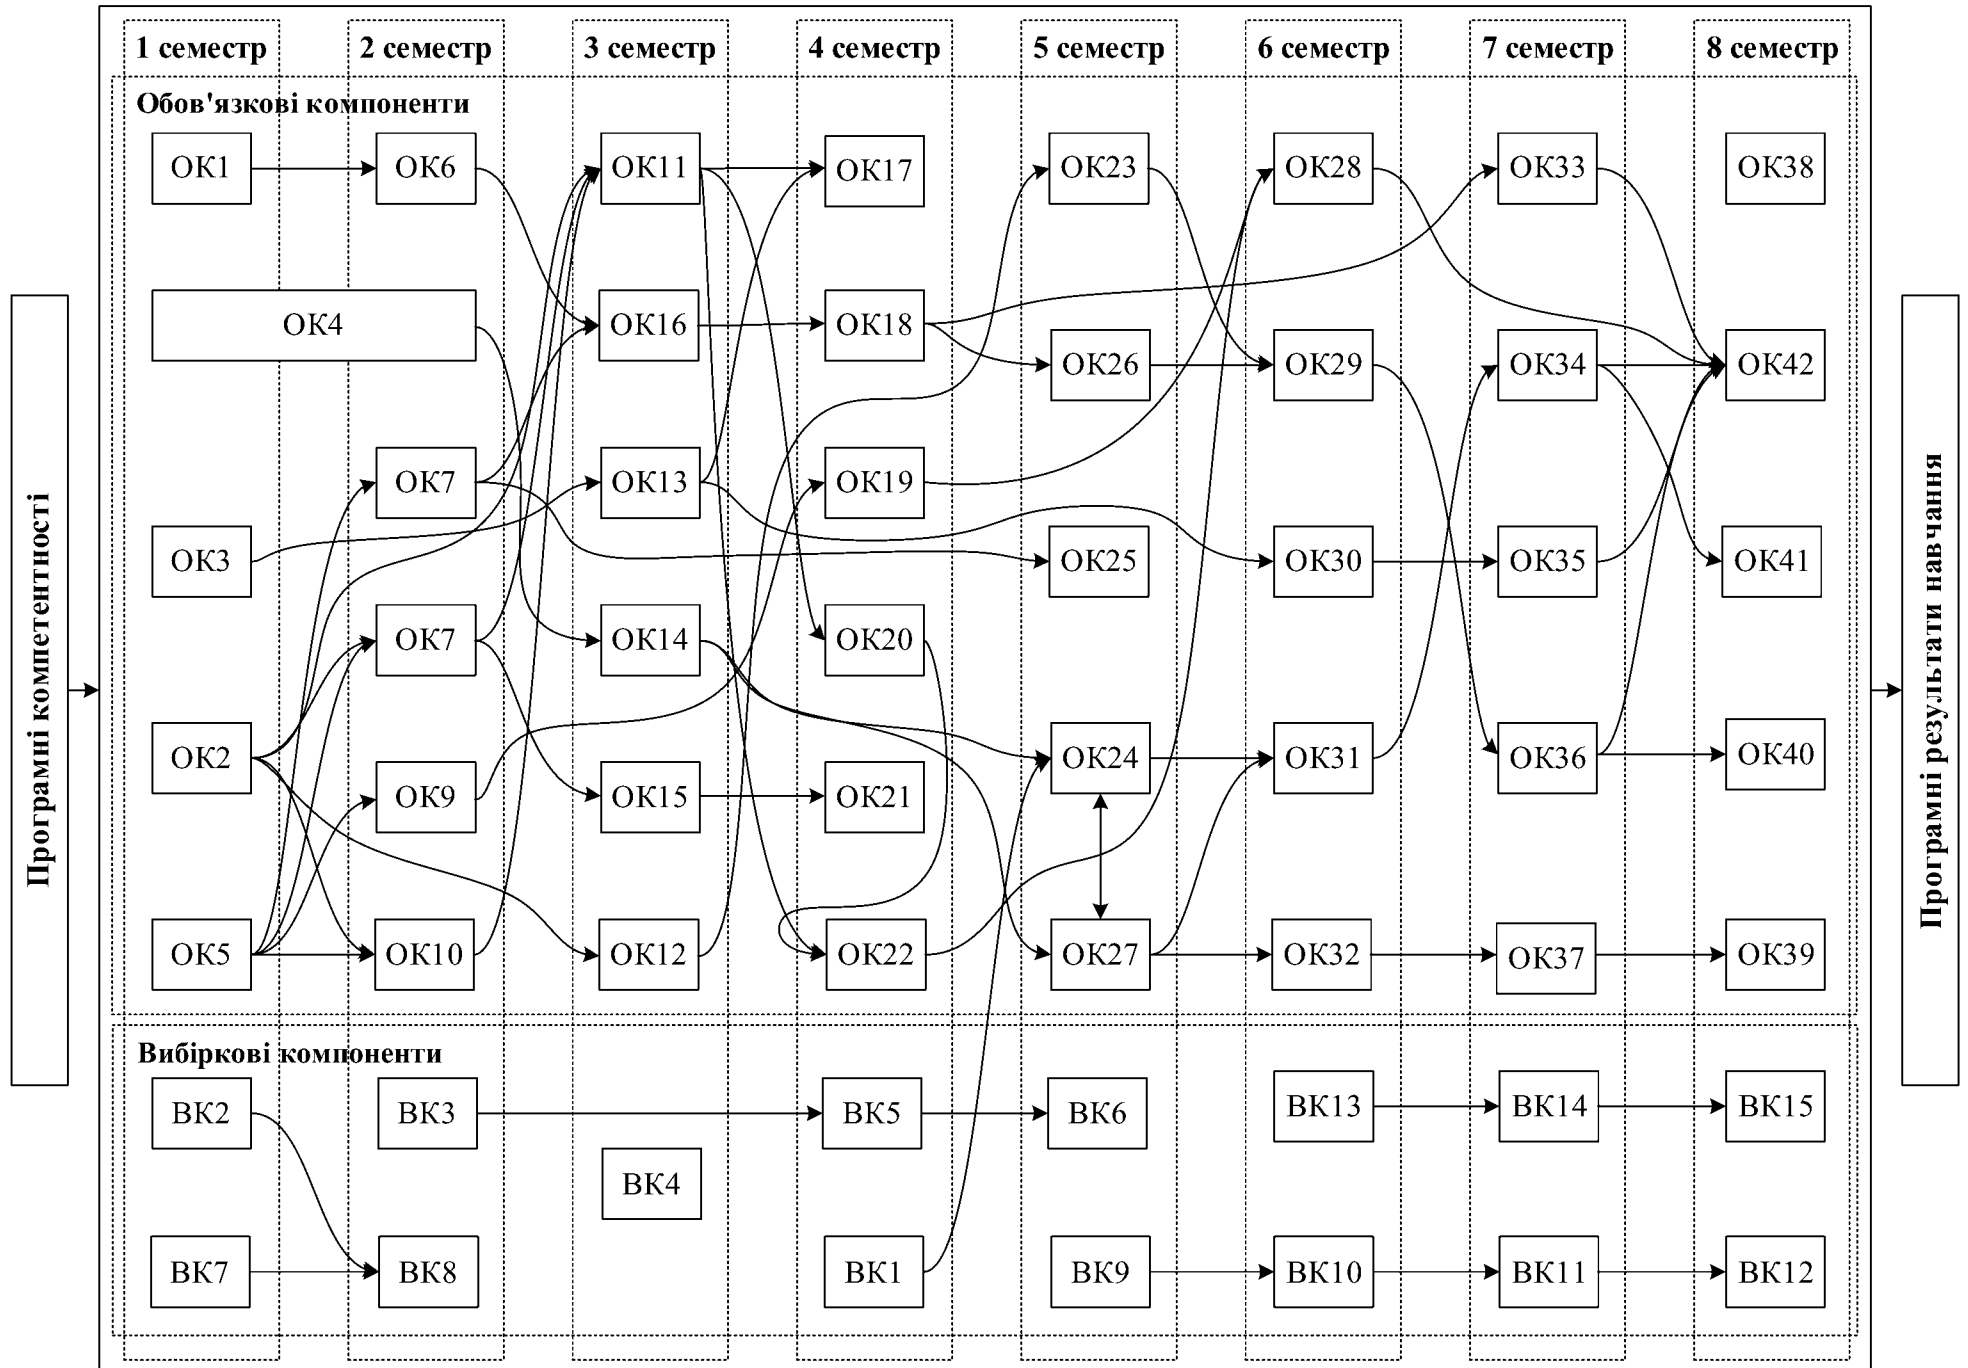 1 семестр
2 семестр
3 семестр
4 семестр
5 семестр
6 семестр
7 семестр
8 семестр
Обов'язкові компоненти
ОК1
ОК6
ОК11
ОК17
ОК23
ОК28
ОК33
ОК38
ОК4
ОК16
ОК18
ОК26
ОК29
ОК34
ОК42
ОК7
ОК13
ОК19
ОК3
ОК25
ОК30
ОК35
ОК41
ОК7
ОК14
ОК20
ОК2
ОК9
ОК15
ОК21
ОК24
ОК31
ОК36
ОК40
ОК5
ОК10
ОК12
ОК22
ОК27
ОК32
ОК37
ОК39
Вибіркові компоненти
ВК2
ВК3
ВК5
ВК6
ВК13
ВК14
ВК15
ВК4
ВК7
ВК8
ВК1
ВК9
ВК10
ВК11
ВК12
Програмні компетентності
Програмні результати навчання